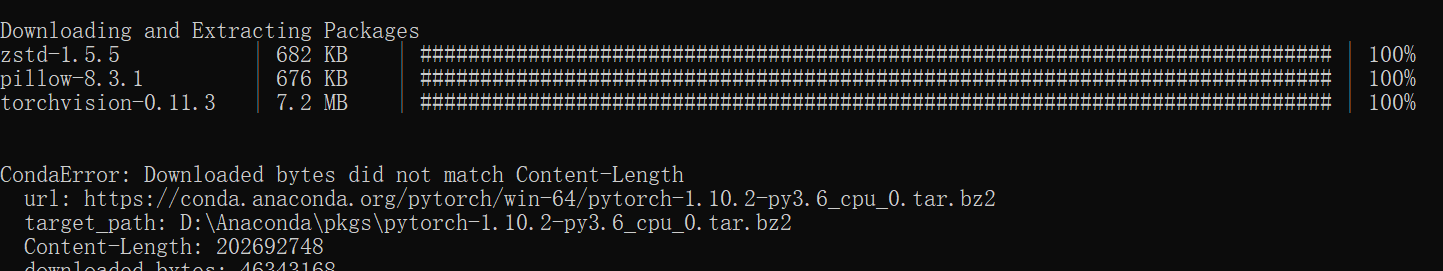 Downloading and Extracting Packages
zstd-1.5.5 | 682 KB | ############################################################################ | 100%
pillow-8.3.1 | 676 KB | ############################################################################ | 100%
torchvision-0.11.3 | 7.2 MB | ############################################################################ | 100%
CondaError: Downloaded bytes did not match Content-Length
url: https://conda.anaconda.org/pytorch/win-64/pytorch-1.10.2-py3.6_cpu_0.tar.bz2
target_path: D:\Anaconda\pkgs\pytorch-1.10.2-py3.6_cpu_0.tar.bz2
Content-Length: 202692748
downloaded bytes: 46343168